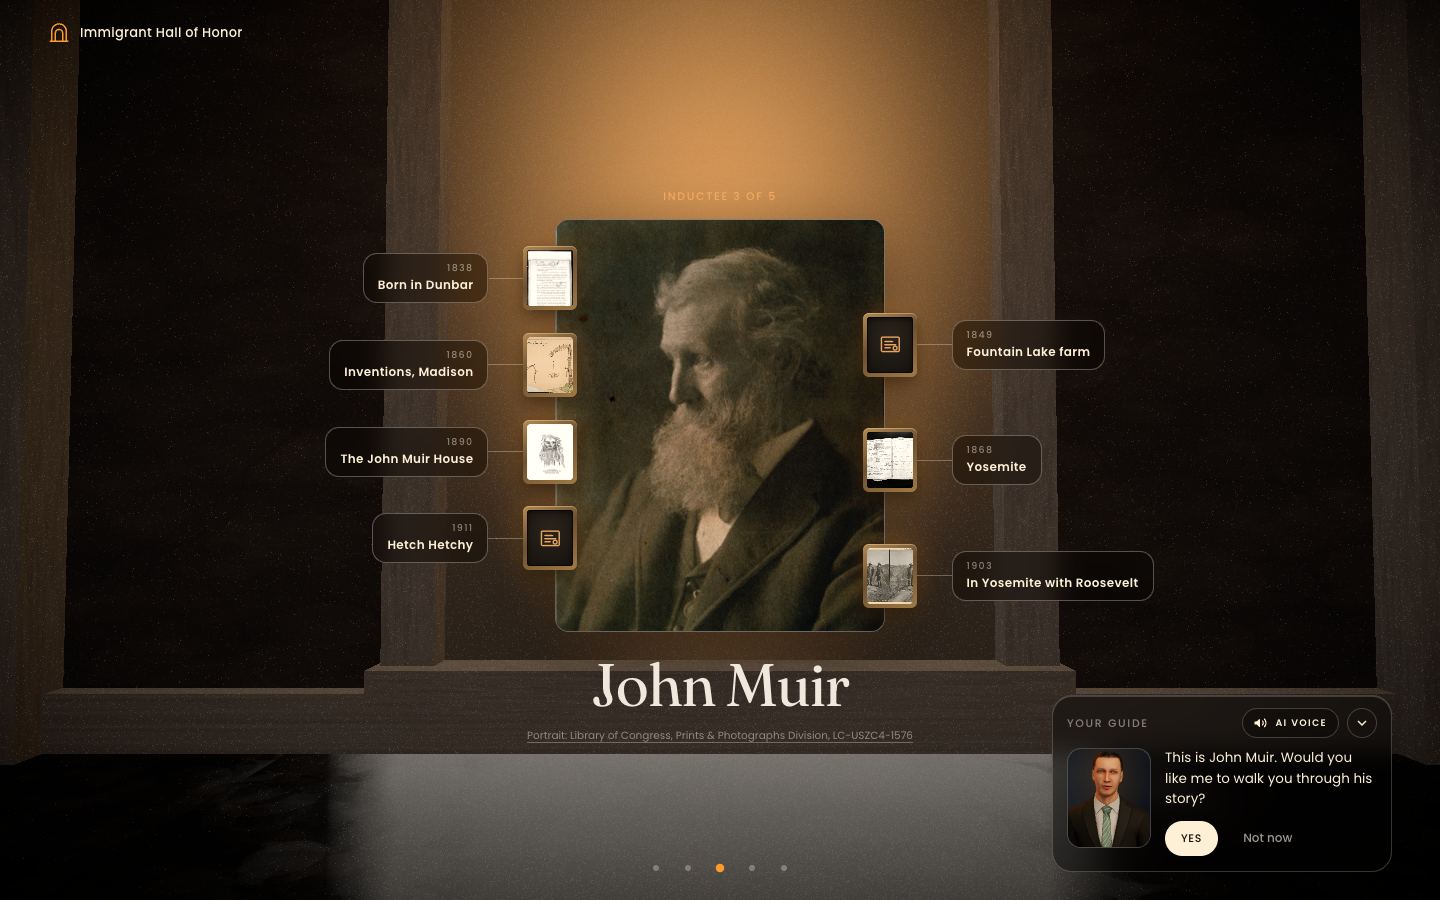 Immigrant Hall of Honor
INDUCTEE 3 OF 5
1838
Born in Dunbar
1849
Fountain Lake farm
1860
Inventions, Madison
1868
Yosemite
1890
The John Muir House
1903
In Yosemite with Roosevelt
1911
Hetch Hetchy
John Muir
Portrait: Library of Congress, Prints & Photographs Division, LC-USZC4-1576
YOUR GUIDE
AI VOICE
This is John Muir. Would you
like me to walk you through his
story?
YES
Not now